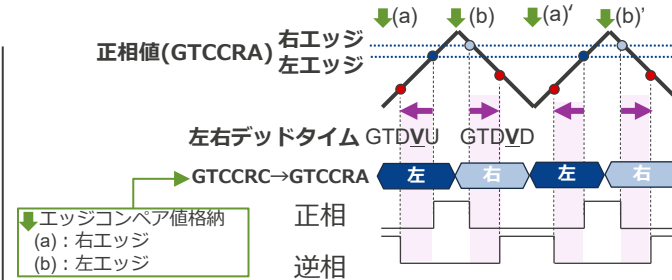 (a) (b) (a)‘ (b)’
正相値(GTCCRA) 右エッジ
左エッジ
左右デッドタイム GTDVU GTDVD
GTCCRC→GTCCRA 左 右 左 右
エッジコンペア値格納
(a)：右エッジ
(b)：左エッジ
正相
逆相